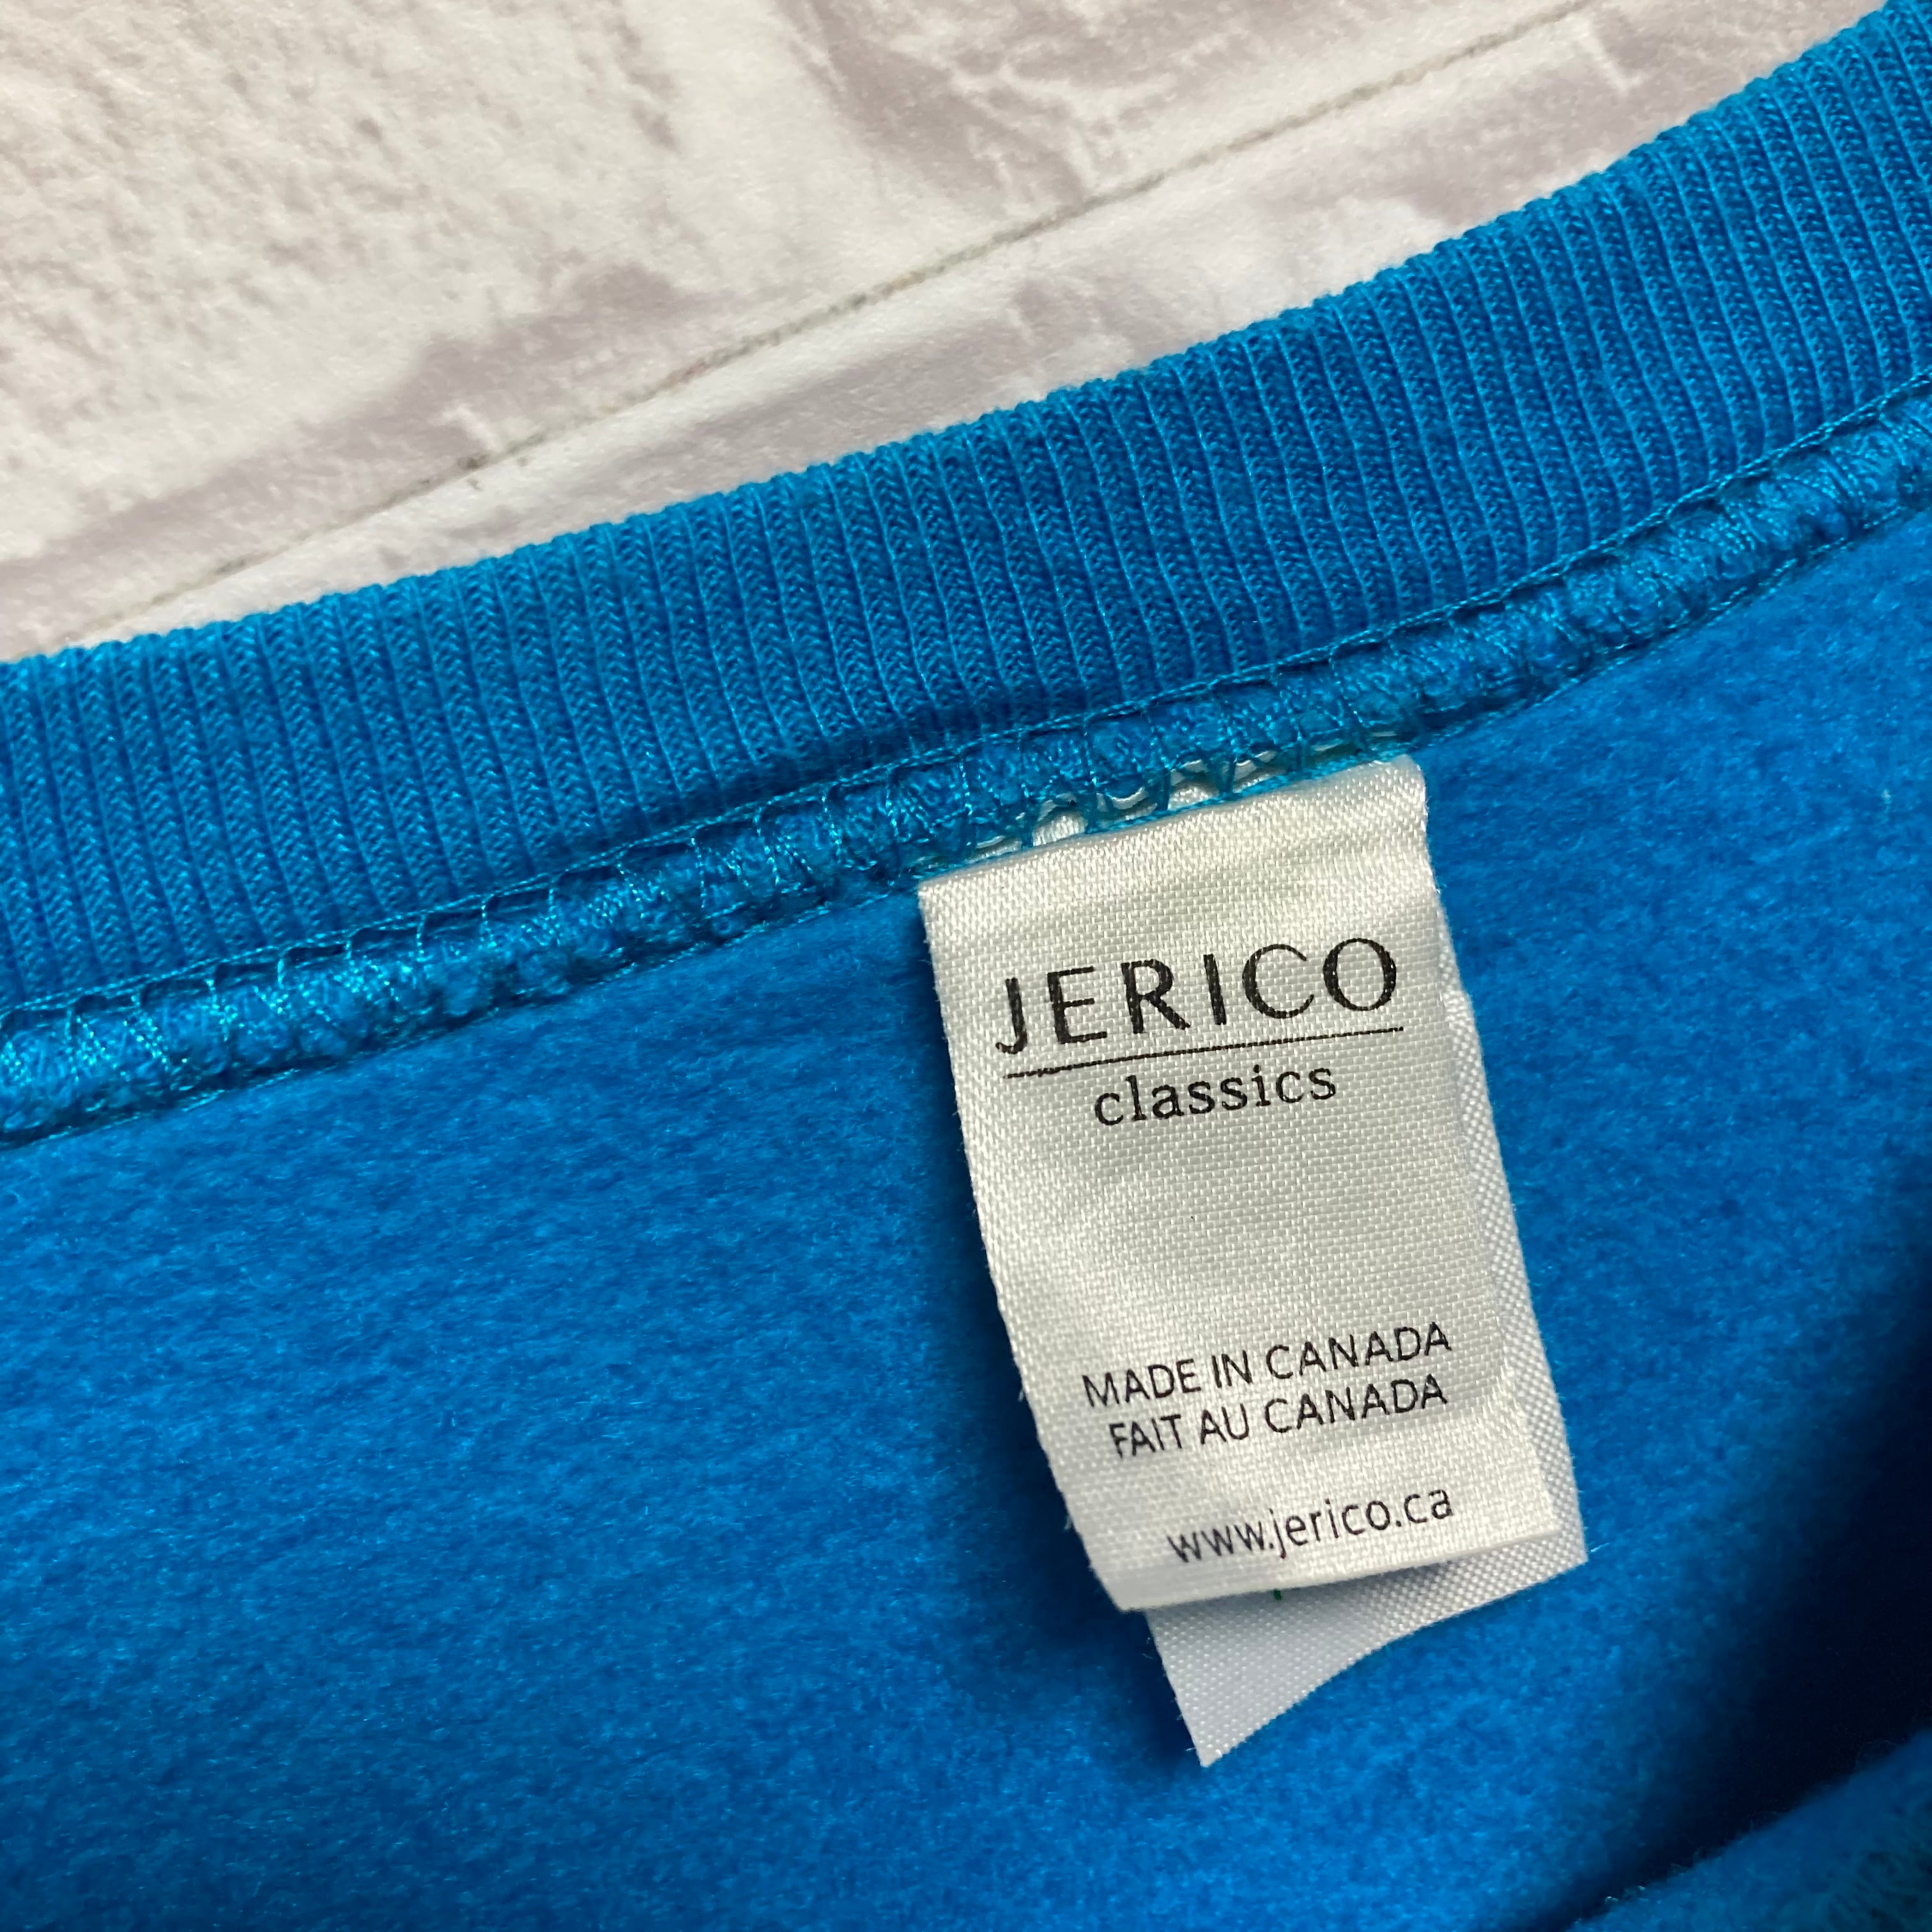 JERICO
classics
MADE IN CANADA
FAIT AU CANADA
www.jerico.ca